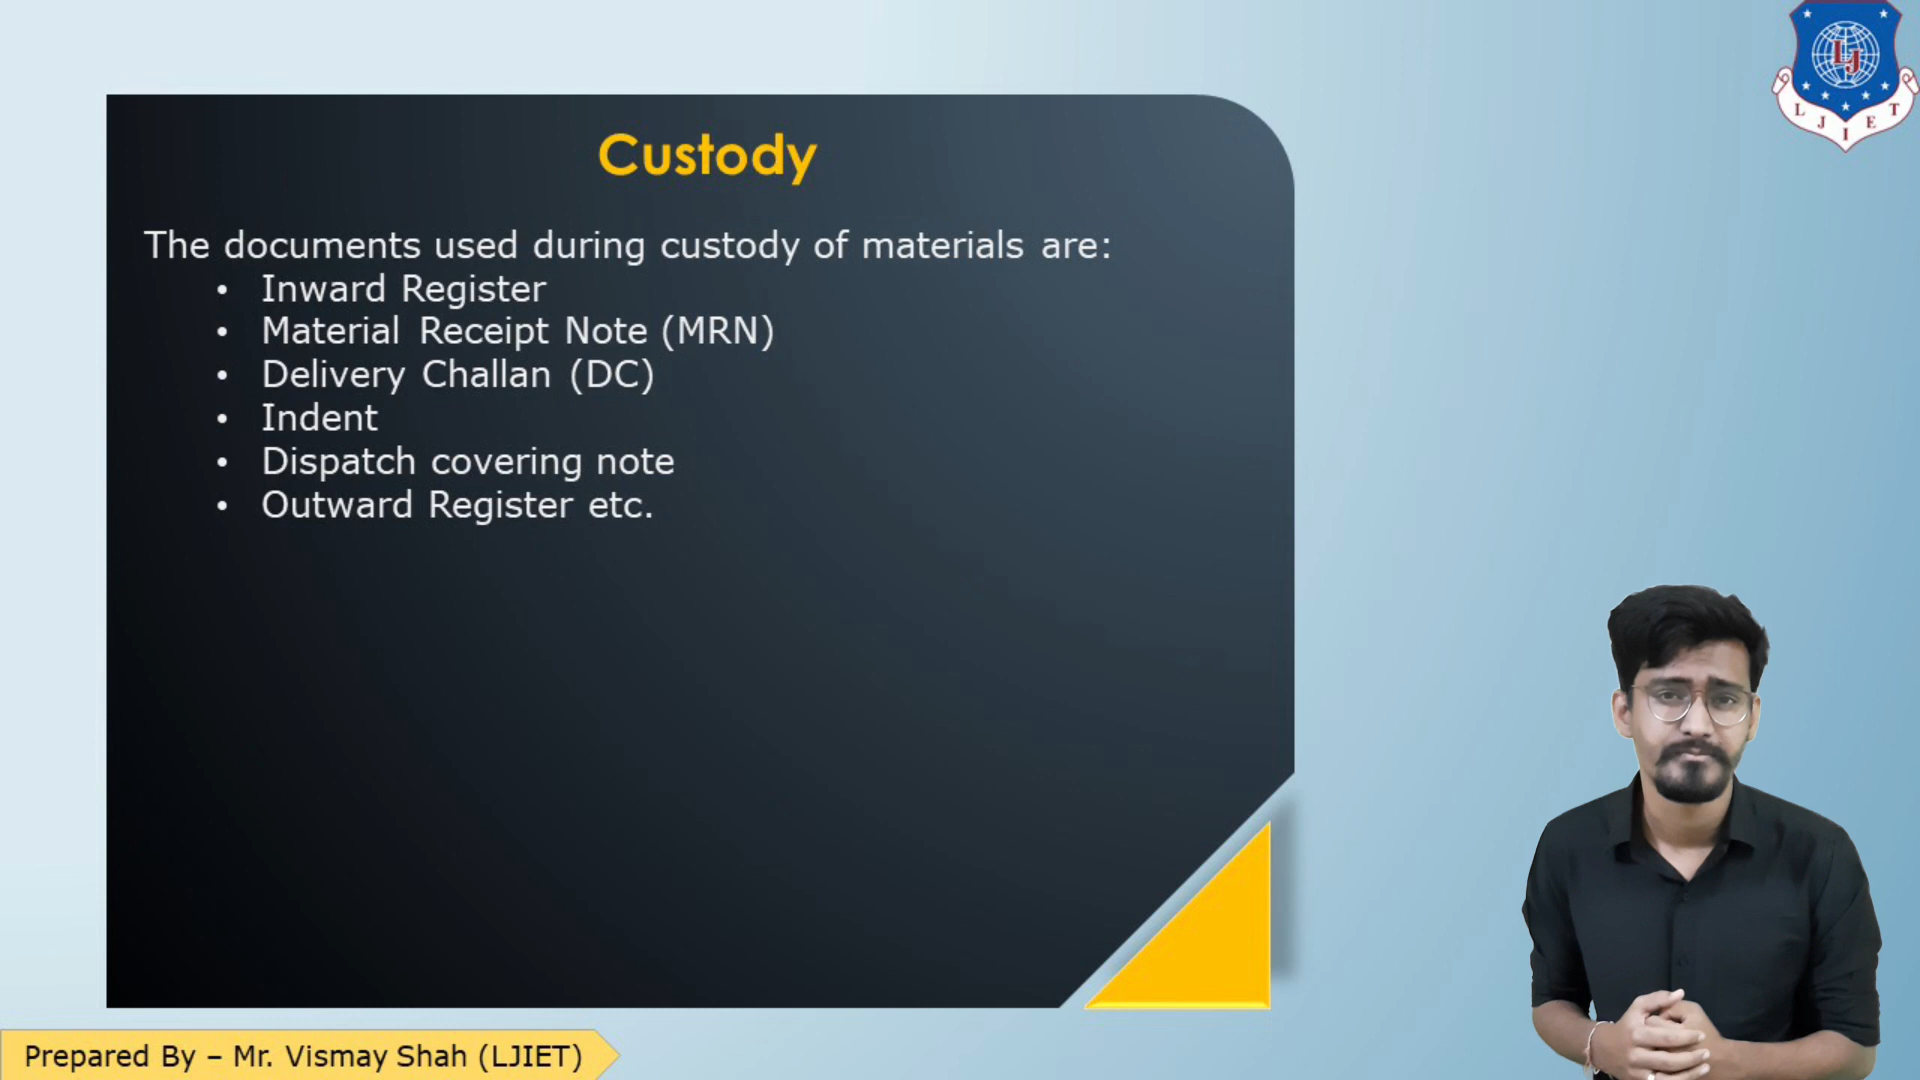 Custody
The documents used during custody of materials are:
• Inward Register
• Material Receipt Note (MRN)
• Delivery Challan (DC)
• Indent
• Dispatch covering note
• Outward Register etc.
LJ
L J I E T
Prepared By – Mr. Vismay Shah (LJIET)